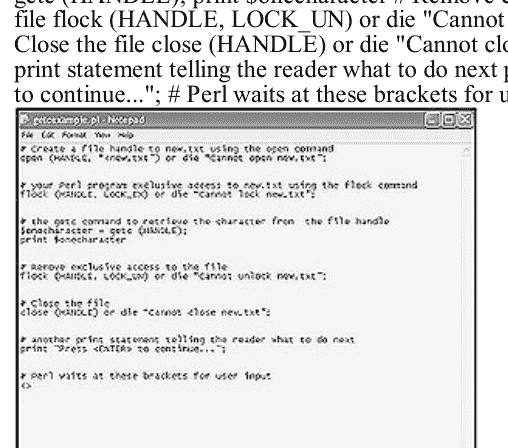 getc (HANDLE); print $onecharacter # Remove
file flock (HANDLE, LOCK_UN) or die "Cannot
Close the file close (HANDLE) or die "Cannot clo
print statement telling the reader what to do next p
to continue..."; # Perl waits at these brackets for u
getcexample.pl - Notepad
File Edit Format View Help
# Create a file handle to new.txt using the open command
open (HANDLE, "<new.txt") or die "Cannot open new.txt";
# your Perl program exclusive access to new.txt using the flock command
flock (HANDLE, LOCK_EX) or die "Cannot lock new.txt";
# the getc command to retrieve the character from the file handle
$onecharacter = getc (HANDLE);
print $onecharacter
# Remove exclusive access to the file
flock (HANDLE, LOCK_UN) or die "Cannot unlock new.txt";
# Close the file
close (HANDLE) or die "Cannot close new.txt";
# another print statement telling the reader what to do next
print "Press <ENTER> to continue...";
# Perl waits at these brackets for user input
<>